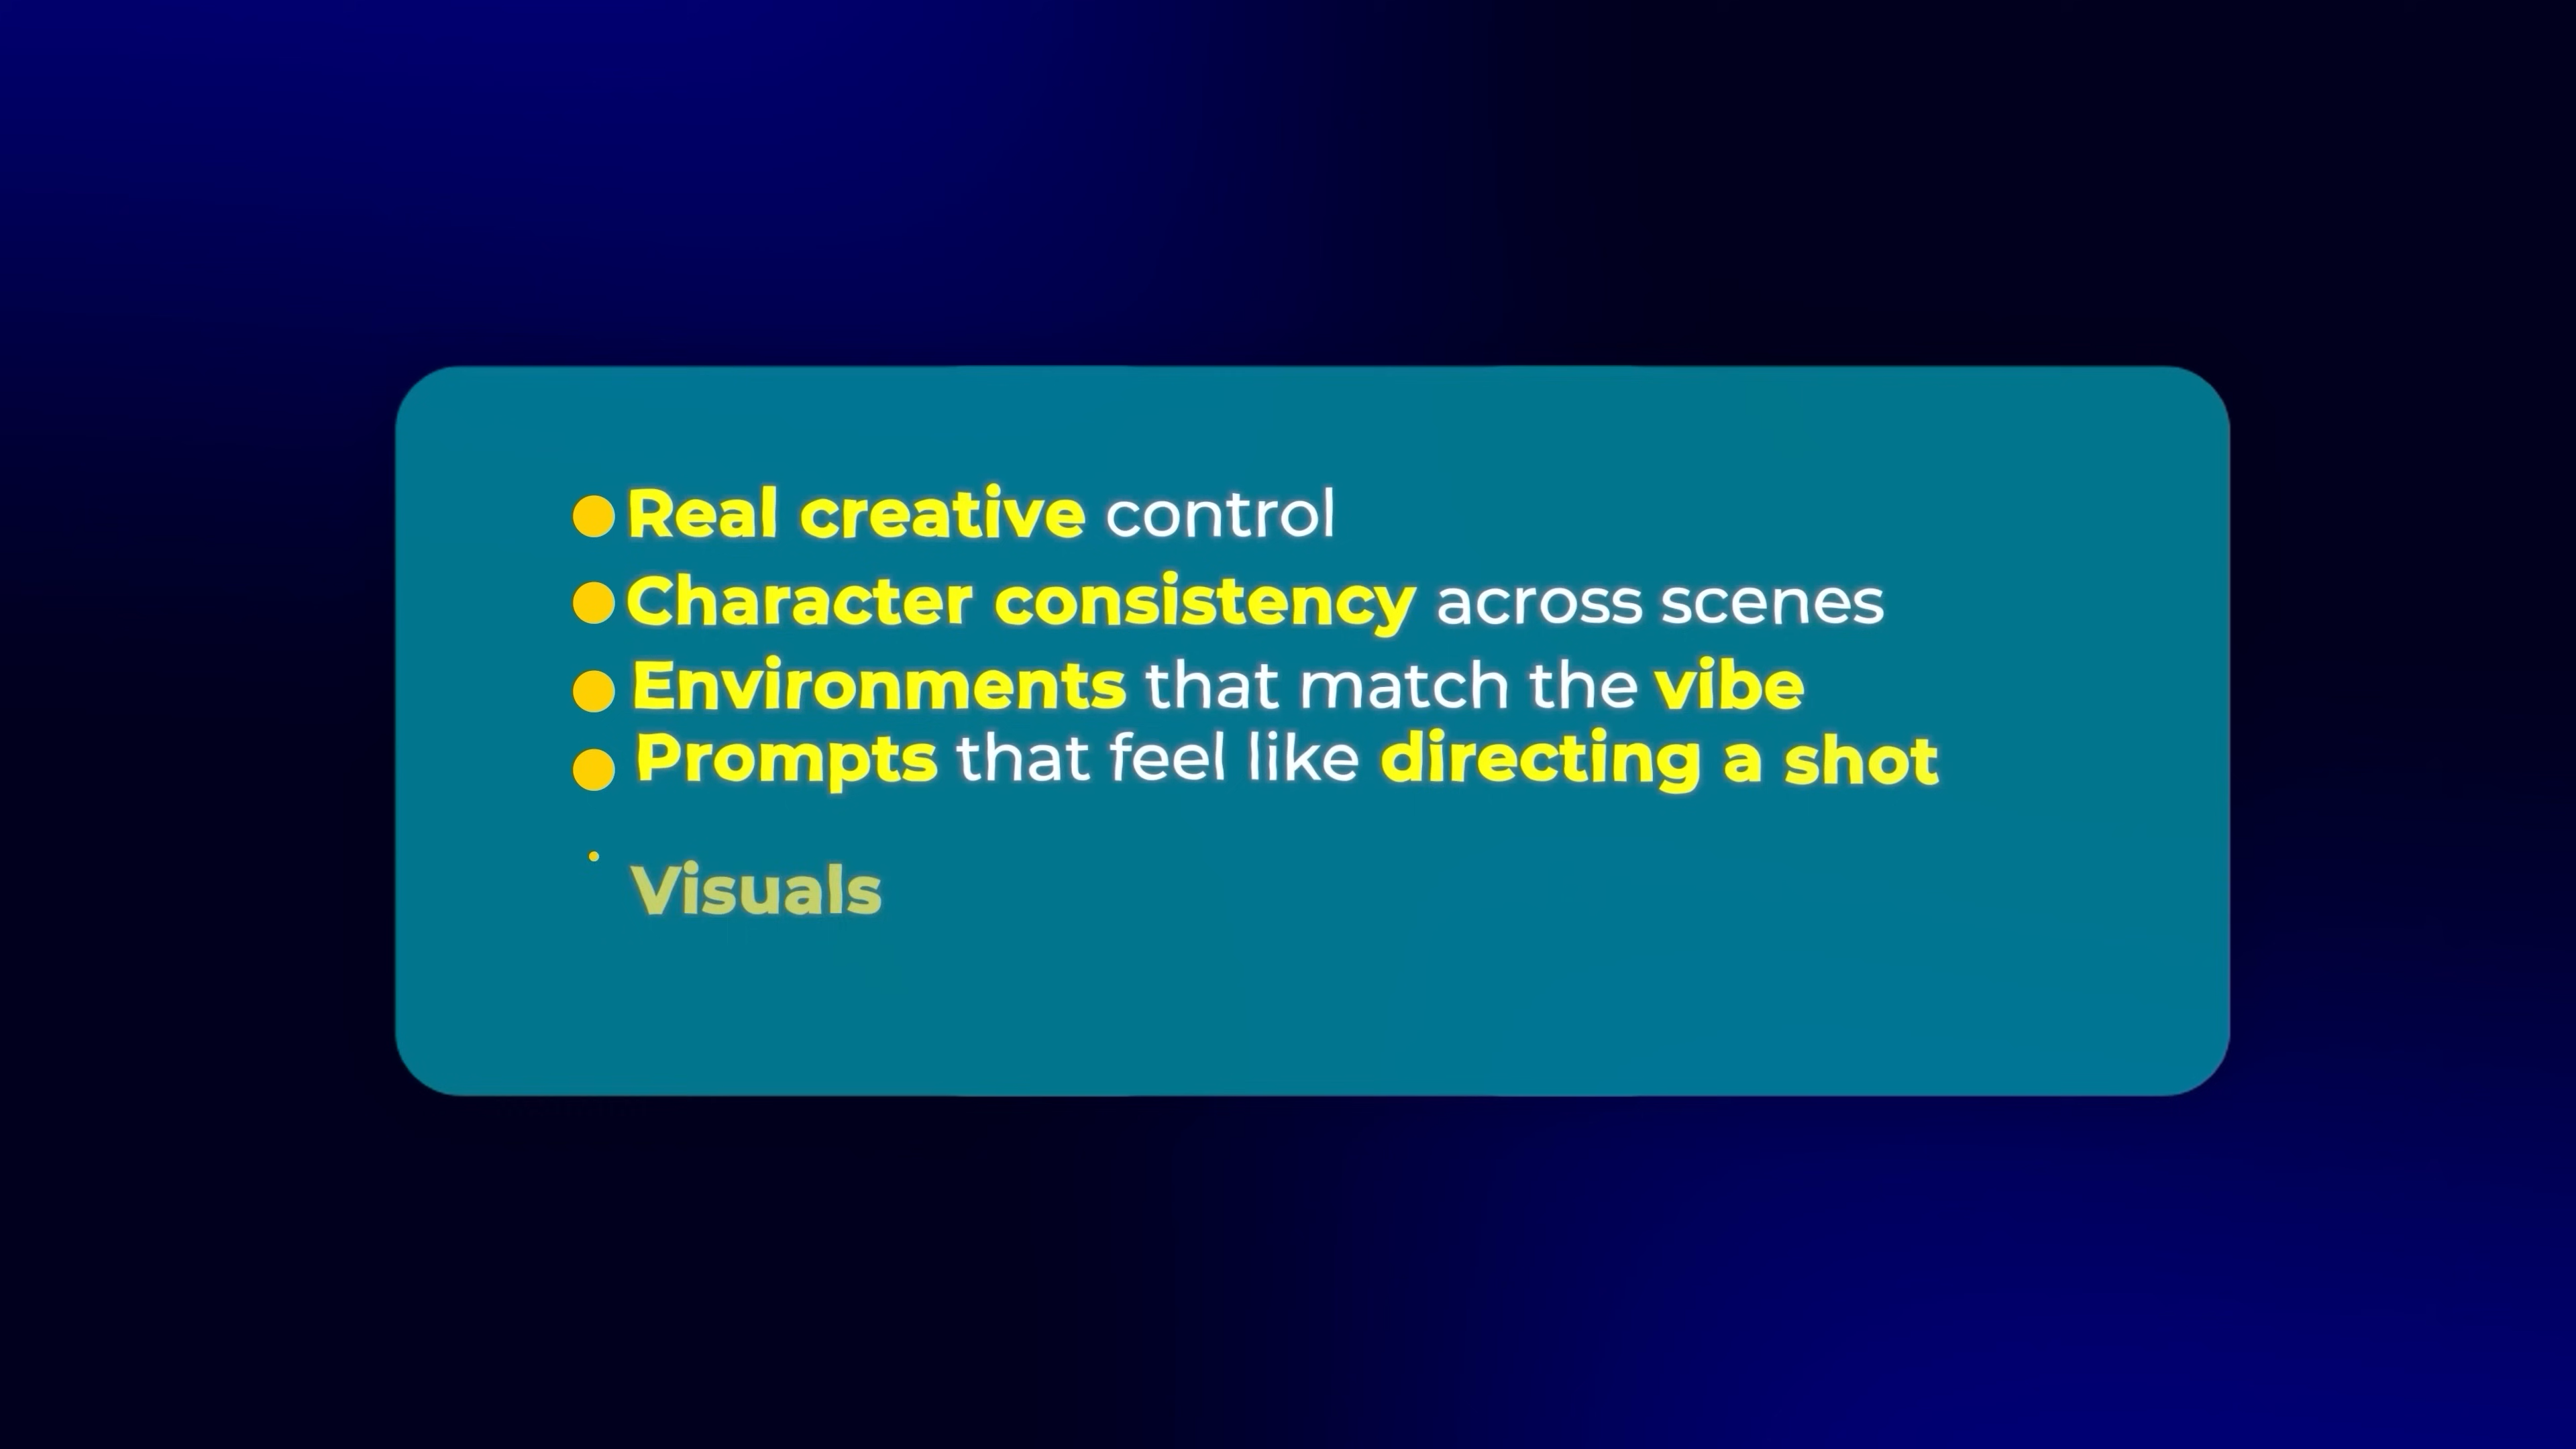 Real creative control
Character consistency across scenes
Environments that match the vibe
Prompts that feel like directing a shot
Visuals